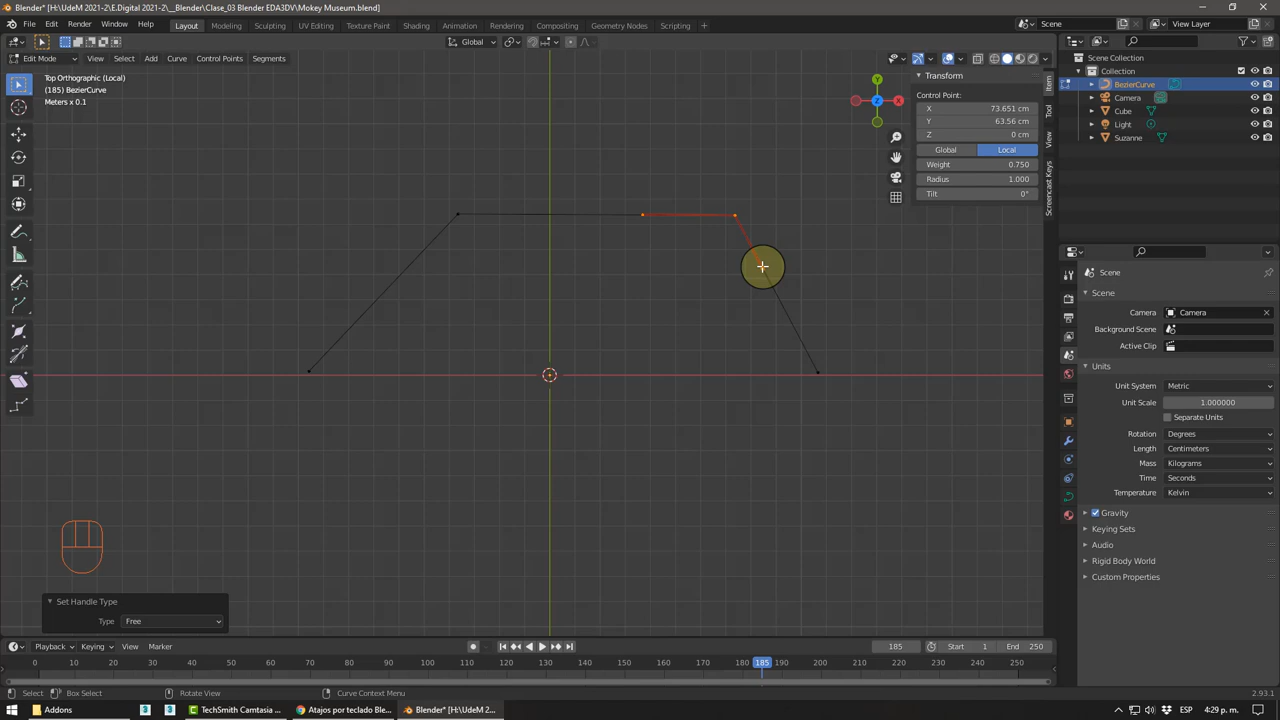 Blender* [H:\UdeM 2021-2\E.Digital 2021-2\__Blender\Clase_03 Blender EDA3DV\Mokey Museum.blend]
File Edit Render Window Help Layout Modeling Sculpting UV Editing Texture Paint Shading Animation Rendering Compositing Geometry Nodes Scripting + Scene View Layer
Global
Edit Mode View Select Add Curve Control Points Segments
Top Orthographic (Local)
(185) BezierCurve
Meters x 0.1
Y
X
Z
Transform
Control Point:
X 73.651 cm
Y 63.56 cm
Z 0 cm
Global Local
Weight 0.750
Radius 1.000
Tilt 0°
Item
Tool
View
Screencast Keys
Scene Collection
Collection
BezierCurve
Camera
Cube
Light
Suzanne
Scene
Scene
Camera Camera
Background Scene
Active Clip
Units
Unit System Metric
Unit Scale 1.000000
Separate Units
Rotation Degrees
Length Centimeters
Mass Kilograms
Time Seconds
Temperature Kelvin
Gravity
Keying Sets
Audio
Rigid Body World
Custom Properties
Set Handle Type
Type Free
Playback Keying View Marker 185 Start 1 End 250
0 10 20 30 40 50 60 70 80 90 100 110 120 130 140 150 160 170 180 185 190 200 210 220 230 240 250
Select Box Select Rotate View Curve Context Menu 2.93.1
Addons TechSmith Camtasia ... Atajos por teclado Ble... Blender* [H:\UdeM 2... ESP 4:29 p. m.